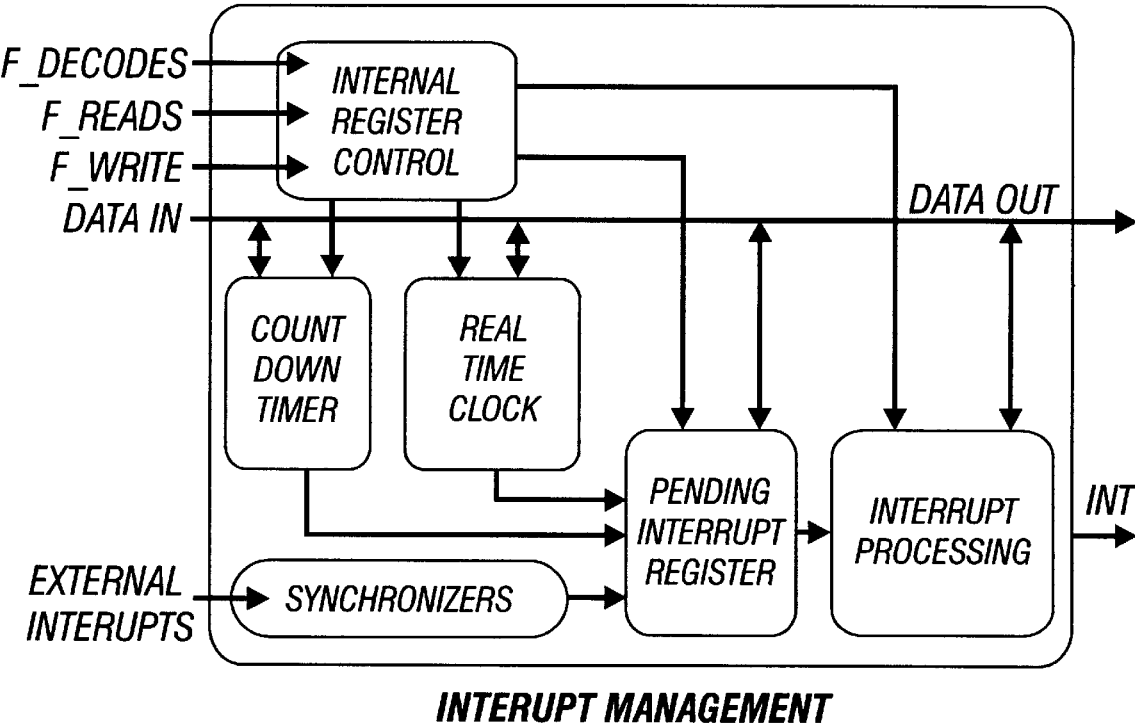 F_DECODES
F_READS
F_WRITE
DATA IN
INTERNAL
REGISTER
CONTROL
DATA OUT
COUNT
DOWN
TIMER
REAL
TIME
CLOCK
PENDING
INTERRUPT
REGISTER
INTERRUPT
PROCESSING
INT
EXTERNAL
INTERUPTS
SYNCHRONIZERS
INTERUPT MANAGEMENT